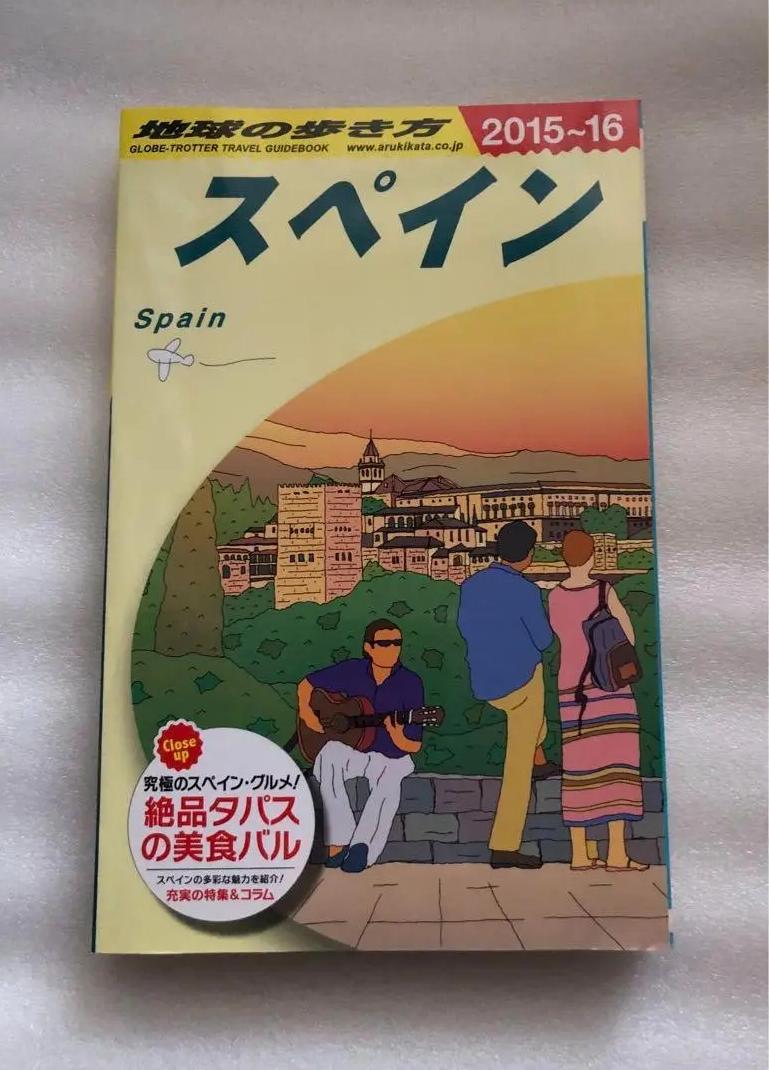 地球の歩き方
2015~16
GLOBE-TROTTER TRAVEL GUIDEBOOK www.arukikata.co.jp
スペイン
Spain
Close
up
究極のスペイン・グルメ!
絶品タパス
の美食バル
スペインの多彩な魅力を紹介!
充実の特集&コラム